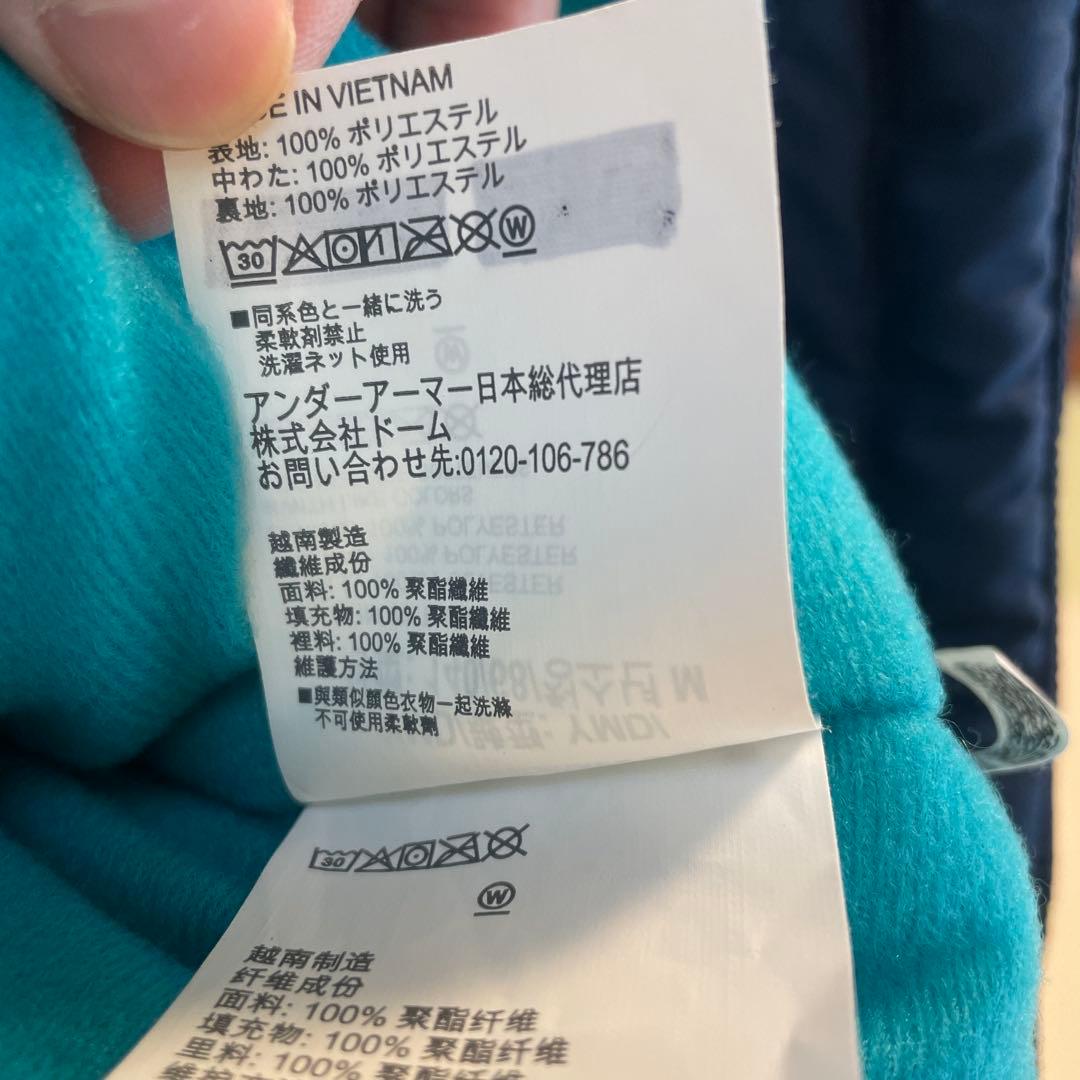 IN VIETNAM
表地: 100% ポリエステル
中わた: 100% ポリエステル
裏地: 100% ポリエステル
30 W
■同系色と一緒に洗う
柔軟剤禁止
洗濯ネット使用
アンダーアーマー日本総代理店
株式会社ドーム
お問い合わせ先:0120-106-786
越南製造
纖維成份
面料: 100% 聚酯纖維
填充物: 100% 聚酯纖維
裡料: 100% 聚酯纖維
維護方法
■與類似顏色衣物一起洗滌
不可使用柔軟劑
30
W
越南制造
纤维成份
面料: 100% 聚酯纤维
填充物: 100% 聚酯纤维
里料: 100% 聚酯纤维